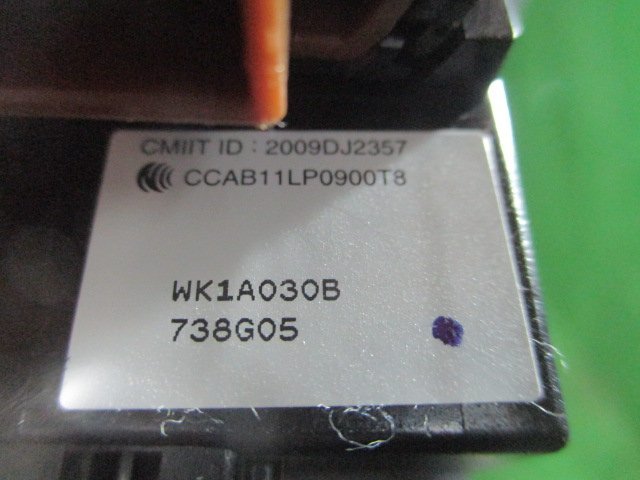 CMIIT ID : 2009DJ2357
CCAB11LP0900T8
WK1A030B
738G05